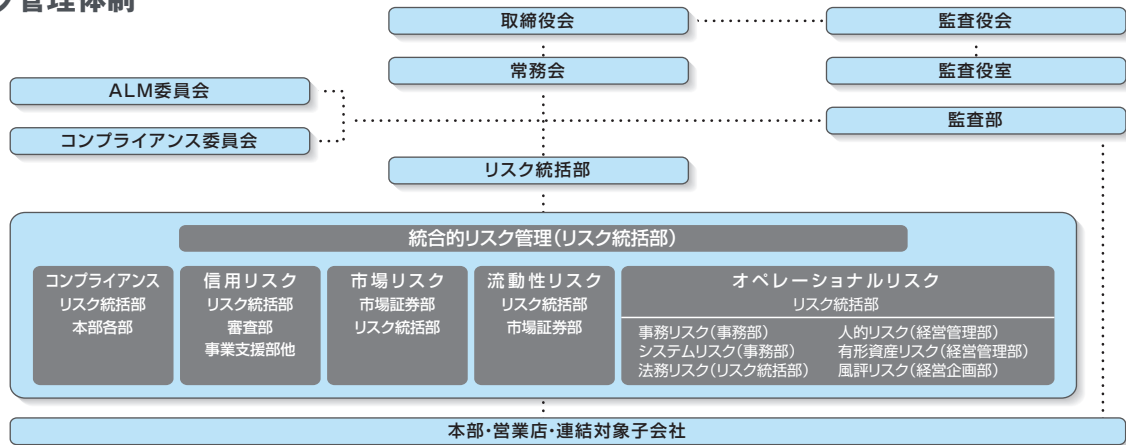 管理体制
取締役会
監査役会
常務会
監査役室
ALM委員会
監査部
コンプライアンス委員会
リスク統括部
統合的リスク管理(リスク統括部)
コンプライアンス
リスク統括部
本部各部
信用リスク
リスク統括部
審査部
事業支援部他
市場リスク
市場証券部
リスク統括部
流動性リスク
リスク統括部
市場証券部
オペレーショナルリスク
リスク統括部
事務リスク(事務部)
システムリスク(事務部)
法務リスク(リスク統括部)
人的リスク(経営管理部)
有形資産リスク(経営管理部)
風評リスク(経営企画部)
本部・営業店・連結対象子会社